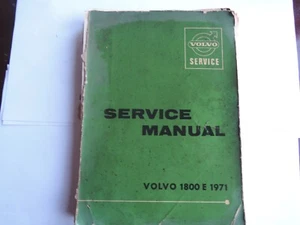 VOLVO
SERVICE
SERVICE
MANUAL
VOLVO 1800 E 1971